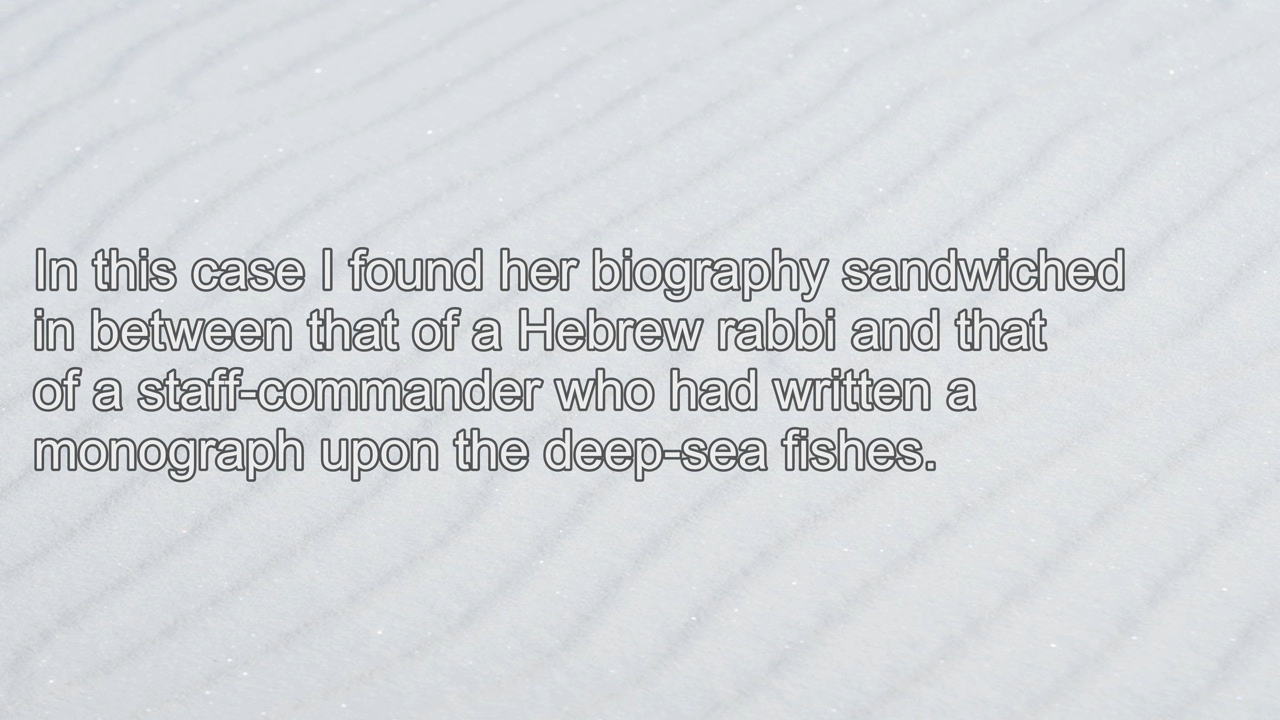 In this case I found her biography sandwiched
in between that of a Hebrew rabbi and that
of a staff-commander who had written a
monograph upon the deep-sea fishes.